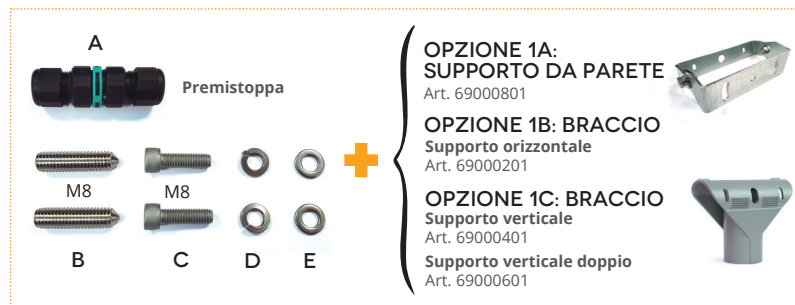 A
Premistoppa
M8
M8
B
C
D
E
OPZIONE 1A:
SUPPORTO DA PARETE
Art. 69000801
OPZIONE 1B: BRACCIO
Supporto orizzontale
Art. 69000201
OPZIONE 1C: BRACCIO
Supporto verticale
Art. 69000401
Supporto verticale doppio
Art. 69000601